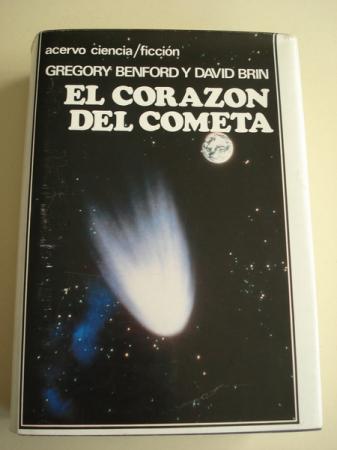 acervo ciencia/ficción
GREGORY BENFORD Y DAVID BRIN
EL CORAZON
DEL COMETA